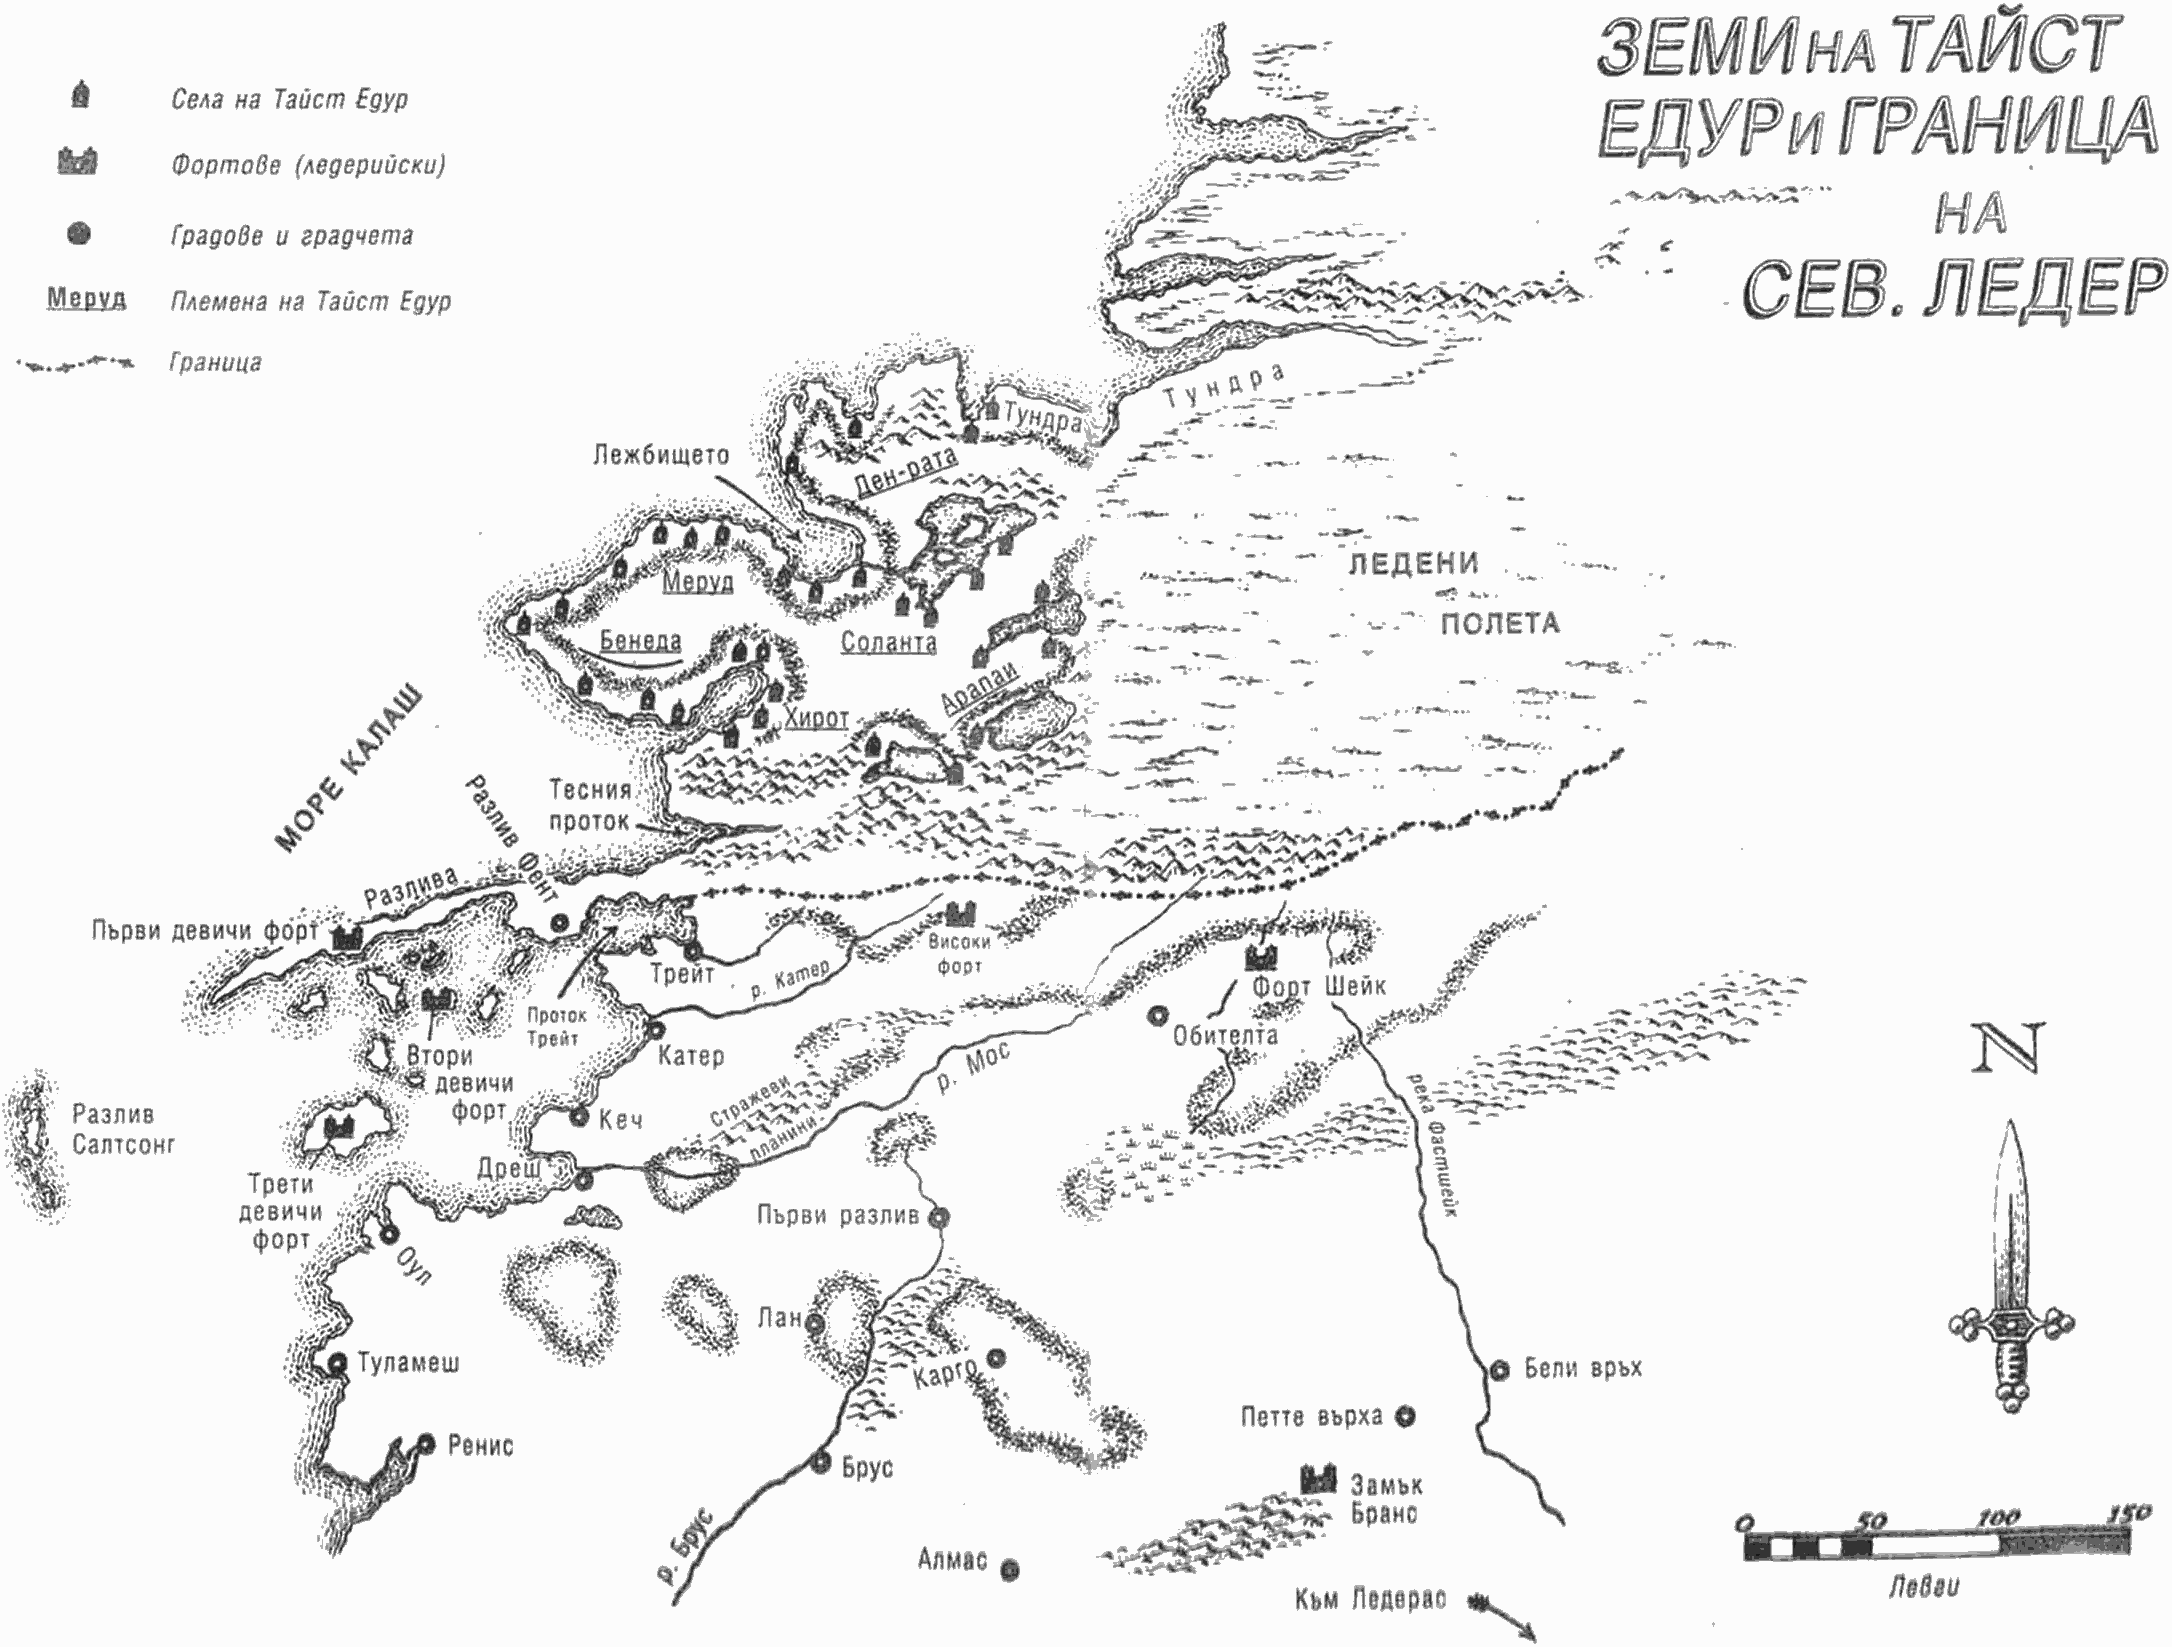 ЗЕМИ НА ТАЙСТ
ЕДУР И ГРАНИЦА
НА
СЕВ. ЛЕДЕР
Села на Тайст Едур
Фортове (ледерийски)
Градове и градчета
Меруд Племена на Тайст Едур
Граница
Тундра
Тундра
Лежбището
Ден-рата
Меруд
Бенеда
Соланта
Арапаи
Хирот
ЛЕДЕНИ
ПОЛЕТА
МОРЕ КАЛАШ
Разлив Фент
Тесния
проток
Разлива
Първи девичи форт
Трейт
р. Катер
Високи
форт
Форт Шейк
Проток
Трейт
Обителта
Втори
девичи
форт
Катер
р. Мос
Стражеви
планини
река Фастшейк
Кеч
Разлив
Салтсонг
Дреш
Трети
девичи
форт
Оул
Първи разлив
Лан
Карго
Туламеш
Бели връх
Ренис
Петте върха
Брус
Замък
Бранс
р. Брус
Алмас
Към Ледерас
N
0 50 100 150
Левги